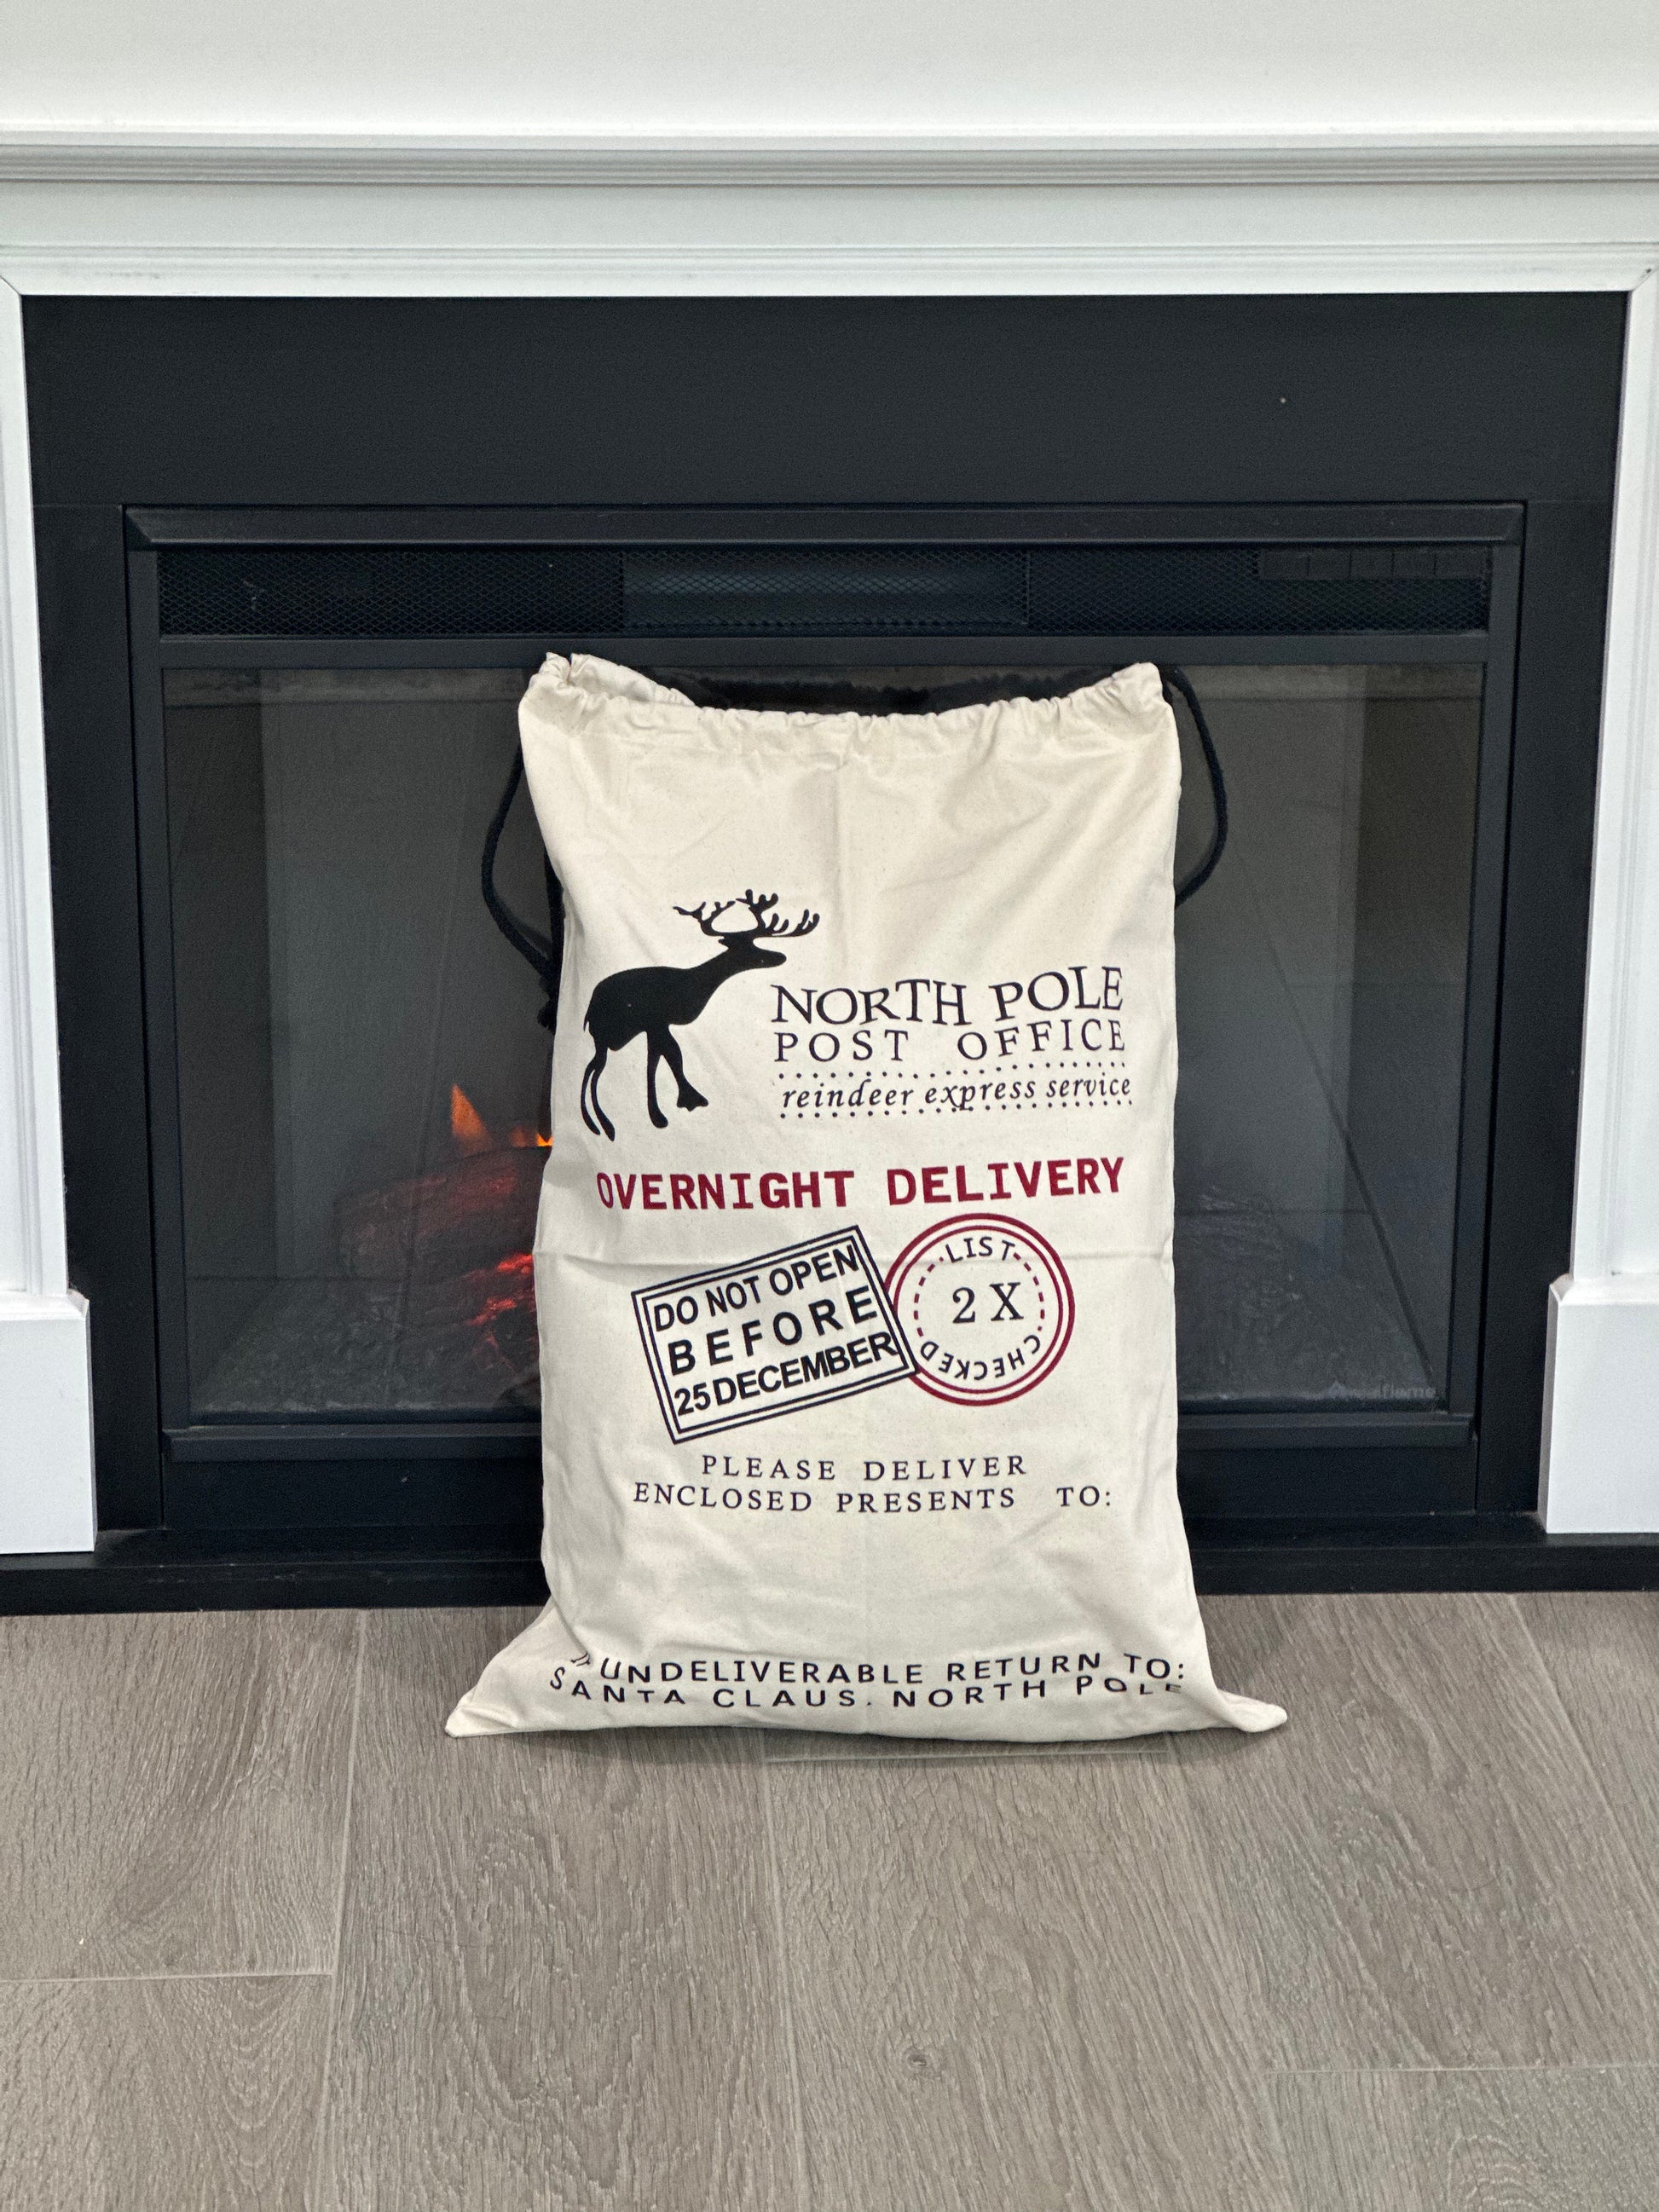 NORTH POLE
POST OFFICE
reindeer express service
OVERNIGHT DELIVERY
DO NOT OPEN
BEFORE
25 DECEMBER
LIST
2 X
CHECKED
PLEASE DELIVER
ENCLOSED PRESENTS TO:
UNDELIVERABLE RETURN TO:
SANTA CLAUS. NORTH POLE